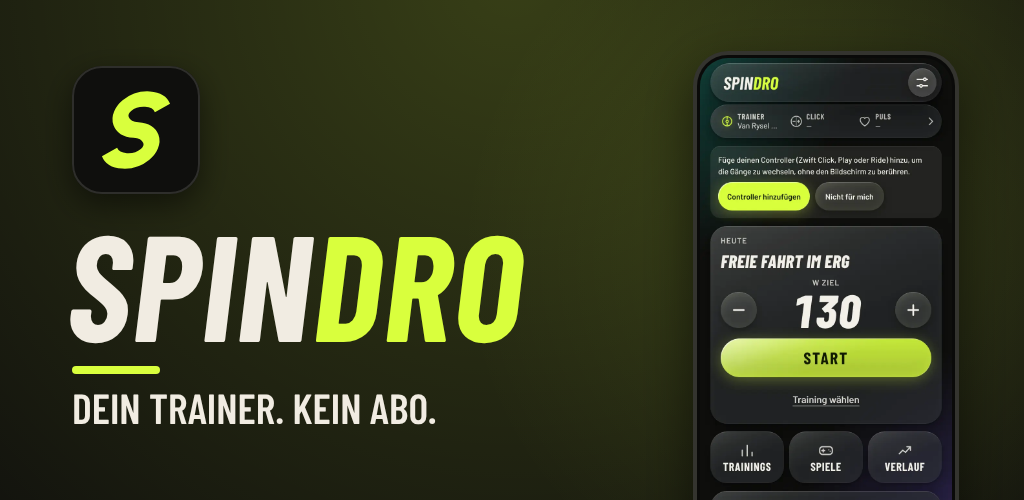 S
SPINDRO
DEIN TRAINER. KEIN ABO.
SPINDRO
TRAINER
Van Rysel ...
CLICK
–
PULS
–
Füge deinen Controller (Zwift Click, Play oder Ride) hinzu, um
die Gänge zu wechseln, ohne den Bildschirm zu berühren.
Controller hinzufügen
Nicht für mich
HEUTE
FREIE FAHRT IM ERG
W ZIEL
− 130 +
START
Training wählen
TRAININGS
SPIELE
VERLAUF